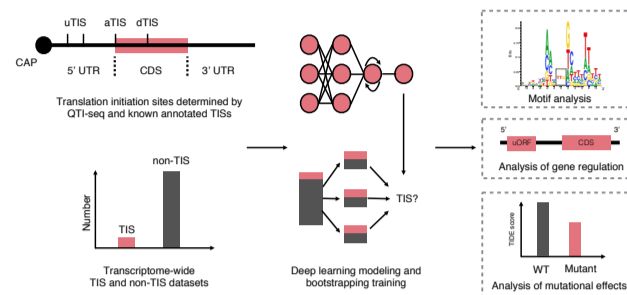 uTIS aTIS dTIS
CAP
5' UTR CDS 3' UTR
Translation initiation sites determined by
QTI-seq and known annotated TISs
Number
TIS
non-TIS
Transcriptome-wide
TIS and non-TIS datasets
TIS?
Deep learning modeling and
bootstrapping training
Motif analysis
5' 3'
uORF CDS
Analysis of gene regulation
TIDE score
WT Mutant
Analysis of mutational effects